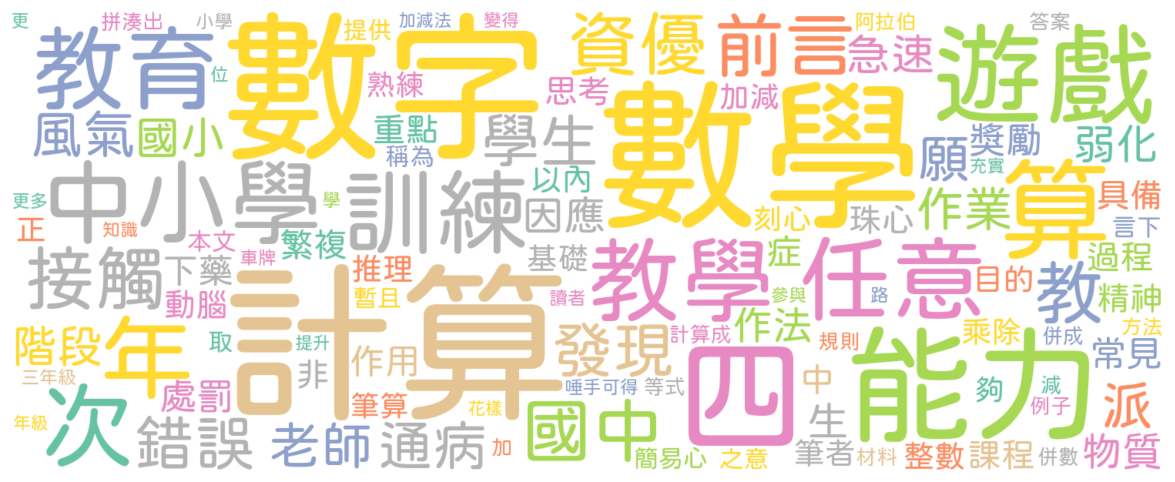 更 拼湊出 小學 教育 數字 提供 加減法 變得 資優 前言 阿拉伯 急速 遊戲 答案
位 熟練 思考 加減
風氣 國小 重點 稱為 學生 數學 願 獎勵 充實 弱化
中小學 訓練 以內 因應 刻心 珠心 作業 算 具備
更多 正 知識 學 本文 繁複 車牌 基礎 教學 症 任意 目的 言下 過程
接觸 下藥 動腦 推理 暫且 計算 讀者 參與 路 教 精神
階段 年 取 提升 非 作用 發現 計算成 作法 規則 能力 乘除 併成 方法 常見
三年級 次 處罰 筆算 唾手可得 等式 四 中 夠 減 例子 派
年級 錯誤 老師 通病 花樣 加 國中 簡易心 之意 生 筆者 材料 整數 課程 併數 物質